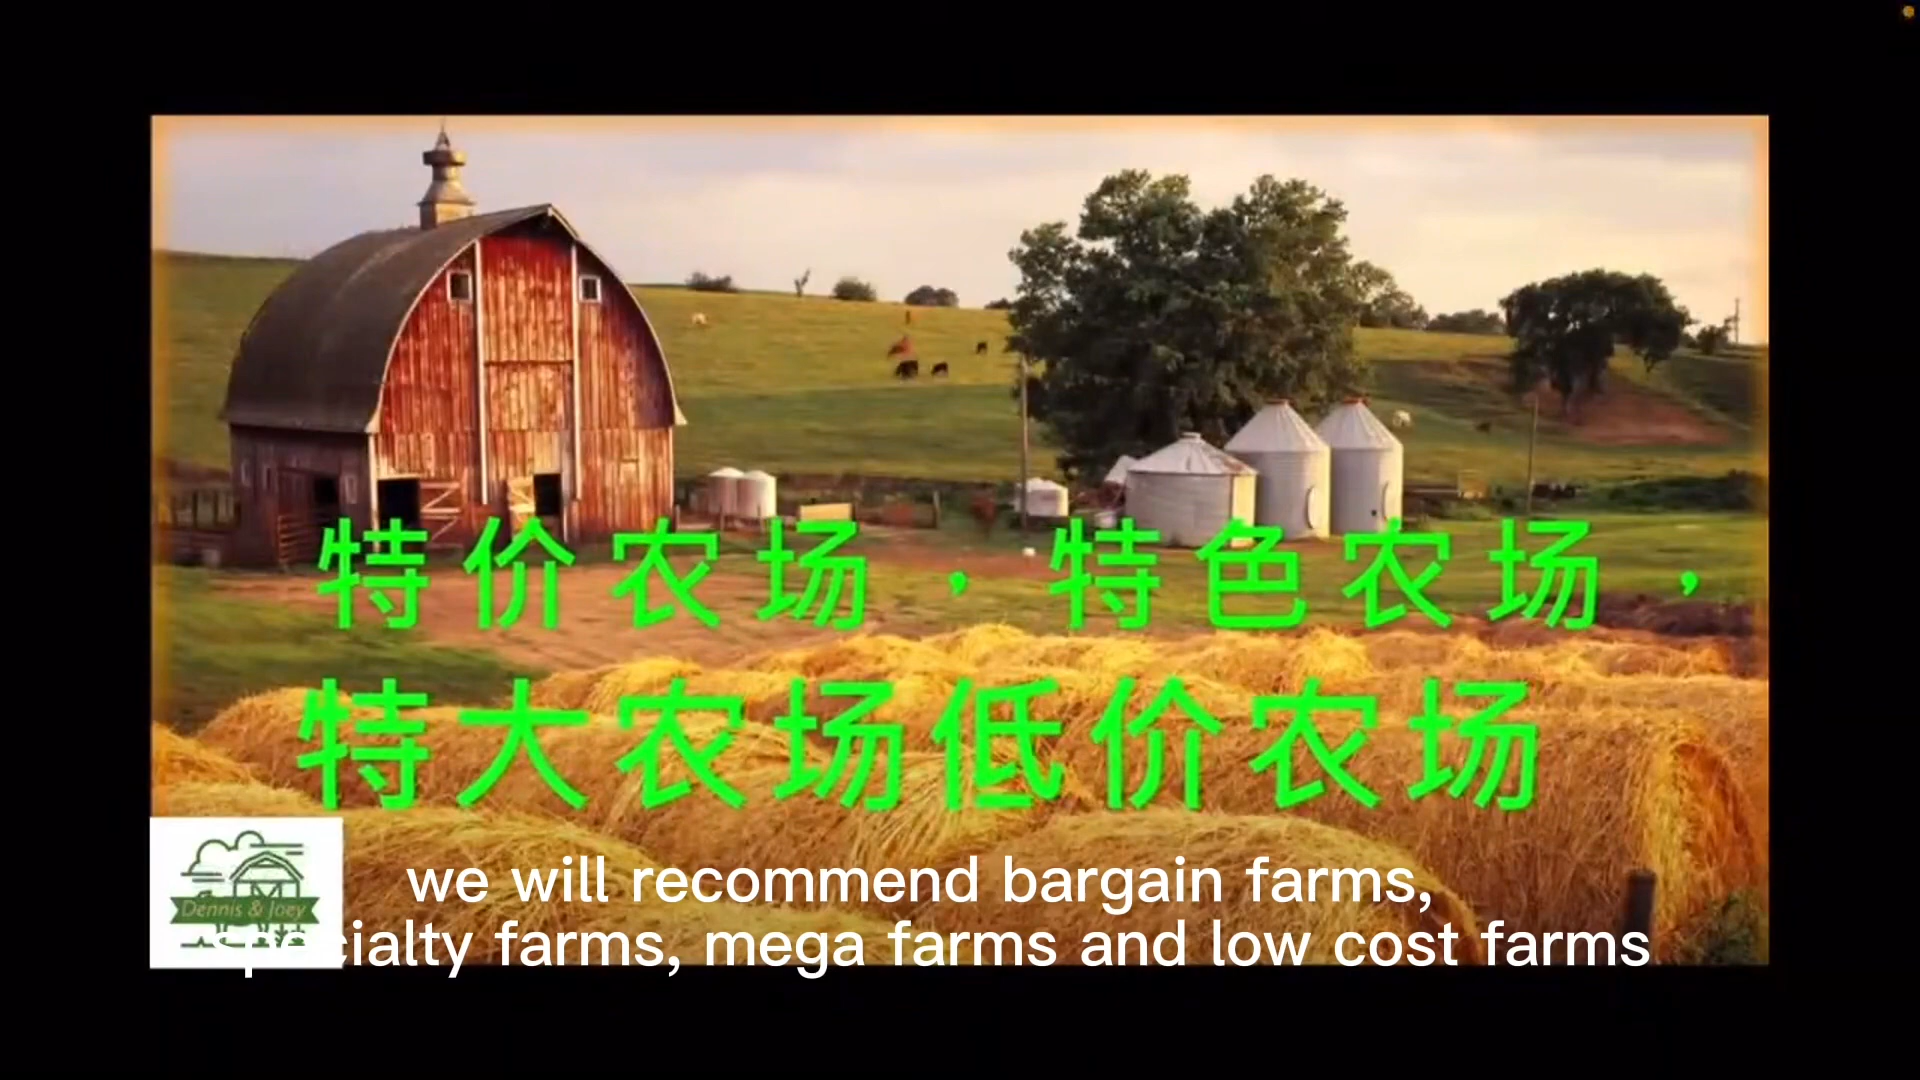 特价农场，特色农场，
特大农场低价农场
Dennis & Joey
we will recommend bargain farms,
specialty farms, mega farms and low cost farms